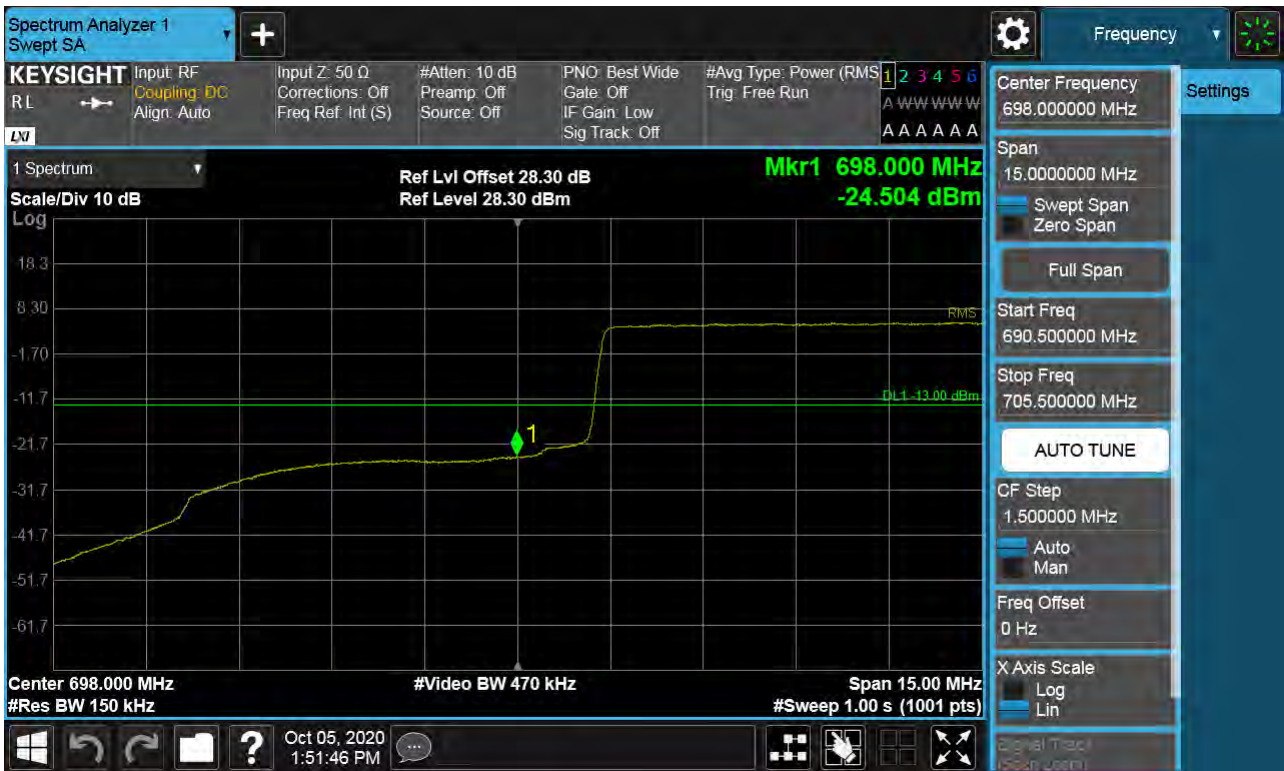 Spectrum Analyzer 1
Swept SA
+
Frequency
KEYSIGHT
RL
LXI
Input: RF
Coupling: DC
Align: Auto
Input Z: 50 Ω
Corrections: Off
Freq Ref: Int (S)
#Atten: 10 dB
Preamp: Off
Source: Off
PNO: Best Wide
Gate: Off
IF Gain: Low
Sig Track: Off
#Avg Type: Power (RMS
Trig: Free Run
1 2 3 4 5 6
A WW WW W
A A A A A A
1 Spectrum
Scale/Div 10 dB
Log
Ref Lvl Offset 28.30 dB
Ref Level 28.30 dBm
Mkr1 698.000 MHz
-24.504 dBm
18.3
8.30
-1.70
-11.7
-21.7
-31.7
-41.7
-51.7
-61.7
RMS
DL1 -13.00 dBm
1
Center 698.000 MHz
#Res BW 150 kHz
#Video BW 470 kHz
Span 15.00 MHz
#Sweep 1.00 s (1001 pts)
Center Frequency
698.000000 MHz
Settings
Span
15.0000000 MHz
Swept Span
Zero Span
Full Span
Start Freq
690.500000 MHz
Stop Freq
705.500000 MHz
AUTO TUNE
CF Step
1.500000 MHz
Auto
Man
Freq Offset
0 Hz
X Axis Scale
Log
Lin
Signal Track
(Span Zoom)
?
Oct 05, 2020
1:51:46 PM